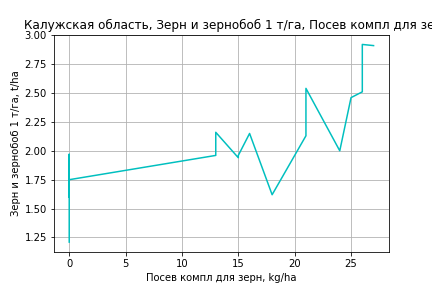 Калужская область, Зерн и зернобоб 1 т/га, Посев компл для зе
3.00
2.75
2.50
2.25
2.00
1.75
1.50
1.25
Зерн и зернобоб 1 т/га, t/ha
0 5 10 15 20 25
Посев компл для зерн, kg/ha